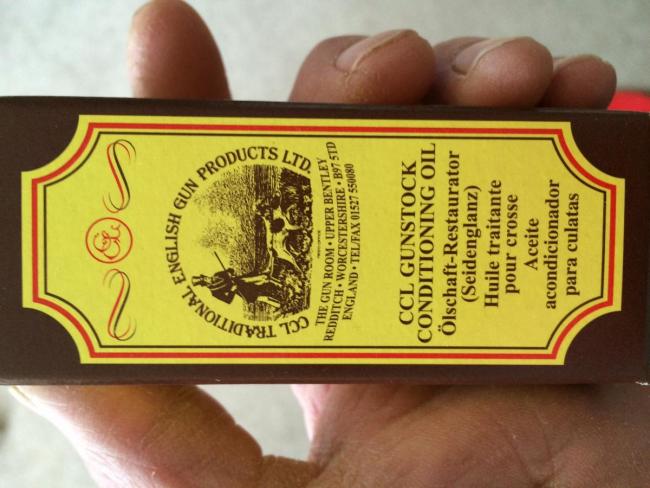 CCL TRADITIONAL ENGLISH GUN PRODUCTS LTD.
THE GUN ROOM • UPPER BENTLEY
REDDITCH • WORCESTERSHIRE • B97 5TD
ENGLAND • TEL/FAX 01527 550080
CCL GUNSTOCK
CONDITIONING OIL
Ölschaft-Restaurator
(Seidenglanz)
Huile traitante
pour crosse
Aceite
acondicionador
para culatas